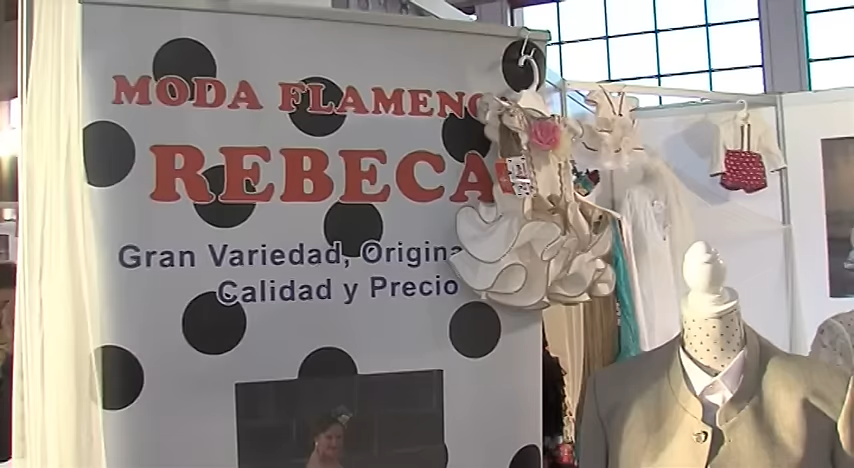 MODA FLAMENC
REBECA
Gran Variedad, Origina
Calidad y Precio